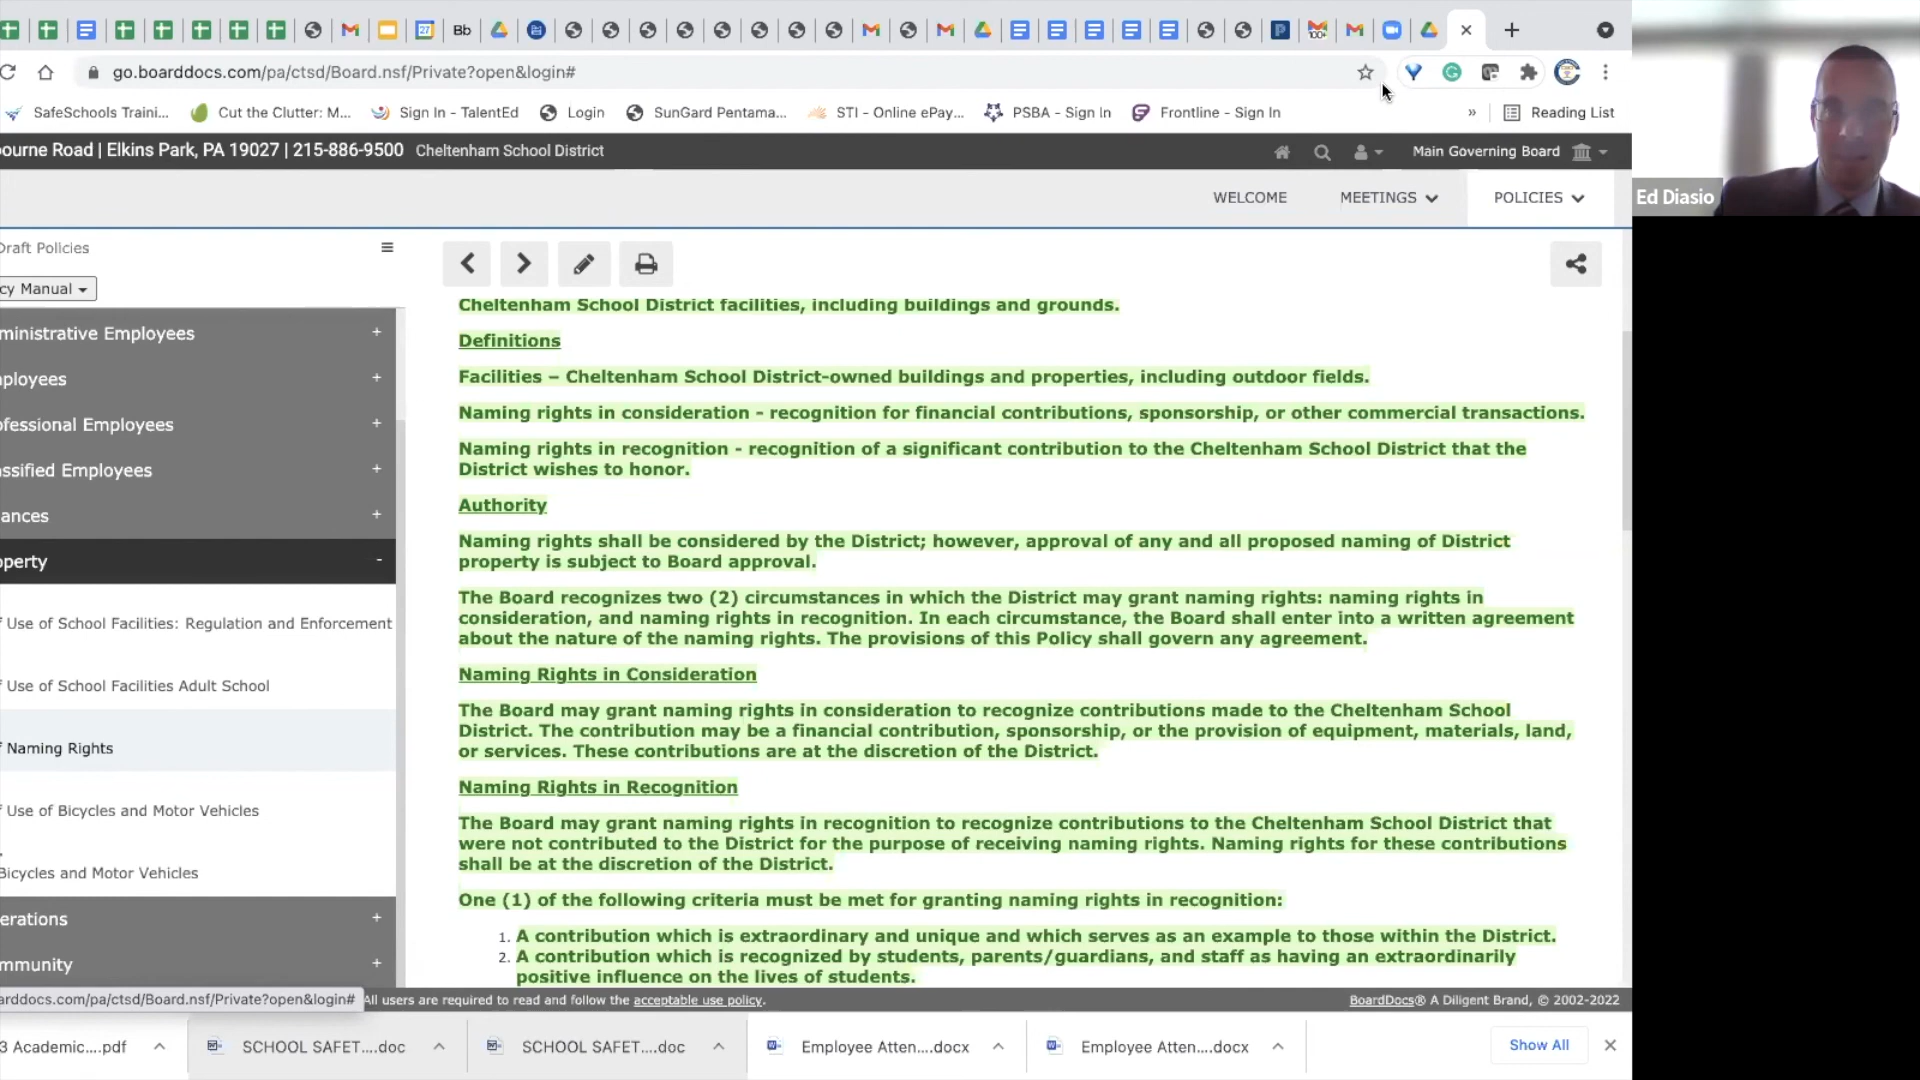 Bb
go.boarddocs.com/pa/ctsd/Board.nsf/Private?open&login#
SafeSchools Traini...
Cut the Clutter: M...
Sign In - TalentEd
Login
SunGard Pentama...
STI - Online ePay...
PSBA - Sign In
Frontline - Sign In
»
Reading List
ourne Road | Elkins Park, PA 19027 | 215-886-9500 Cheltenham School District
Main Governing Board
WELCOME
MEETINGS
POLICIES
Ed Diasio
Draft Policies
cy Manual
ministrative Employees +
ployees +
ofessional Employees +
assified Employees +
ances +
operty -
f Use of School Facilities: Regulation and Enforcement
f Use of School Facilities Adult School
f Naming Rights
f Use of Bicycles and Motor Vehicles
Bicycles and Motor Vehicles
erations +
mmunity +
Cheltenham School District facilities, including buildings and grounds.
Definitions
Facilities – Cheltenham School District-owned buildings and properties, including outdoor fields.
Naming rights in consideration - recognition for financial contributions, sponsorship, or other commercial transactions.
Naming rights in recognition - recognition of a significant contribution to the Cheltenham School District that the
District wishes to honor.
Authority
Naming rights shall be considered by the District; however, approval of any and all proposed naming of District
property is subject to Board approval.
The Board recognizes two (2) circumstances in which the District may grant naming rights: naming rights in
consideration, and naming rights in recognition. In each circumstance, the Board shall enter into a written agreement
about the nature of the naming rights. The provisions of this Policy shall govern any agreement.
Naming Rights in Consideration
The Board may grant naming rights in consideration to recognize contributions made to the Cheltenham School
District. The contribution may be a financial contribution, sponsorship, or the provision of equipment, materials, land,
or services. These contributions are at the discretion of the District.
Naming Rights in Recognition
The Board may grant naming rights in recognition to recognize contributions to the Cheltenham School District that
were not contributed to the District for the purpose of receiving naming rights. Naming rights for these contributions
shall be at the discretion of the District.
One (1) of the following criteria must be met for granting naming rights in recognition:
1. A contribution which is extraordinary and unique and which serves as an example to those within the District.
2. A contribution which is recognized by students, parents/guardians, and staff as having an extraordinarily
positive influence on the lives of students.
arddocs.com/pa/ctsd/Board.nsf/Private?open&login#
All users are required to read and follow the acceptable use policy.
BoardDocs® A Diligent Brand, © 2002-2022
3 Academic....pdf
SCHOOL SAFET....doc
SCHOOL SAFET....doc
Employee Atten....docx
Employee Atten....docx
Show All